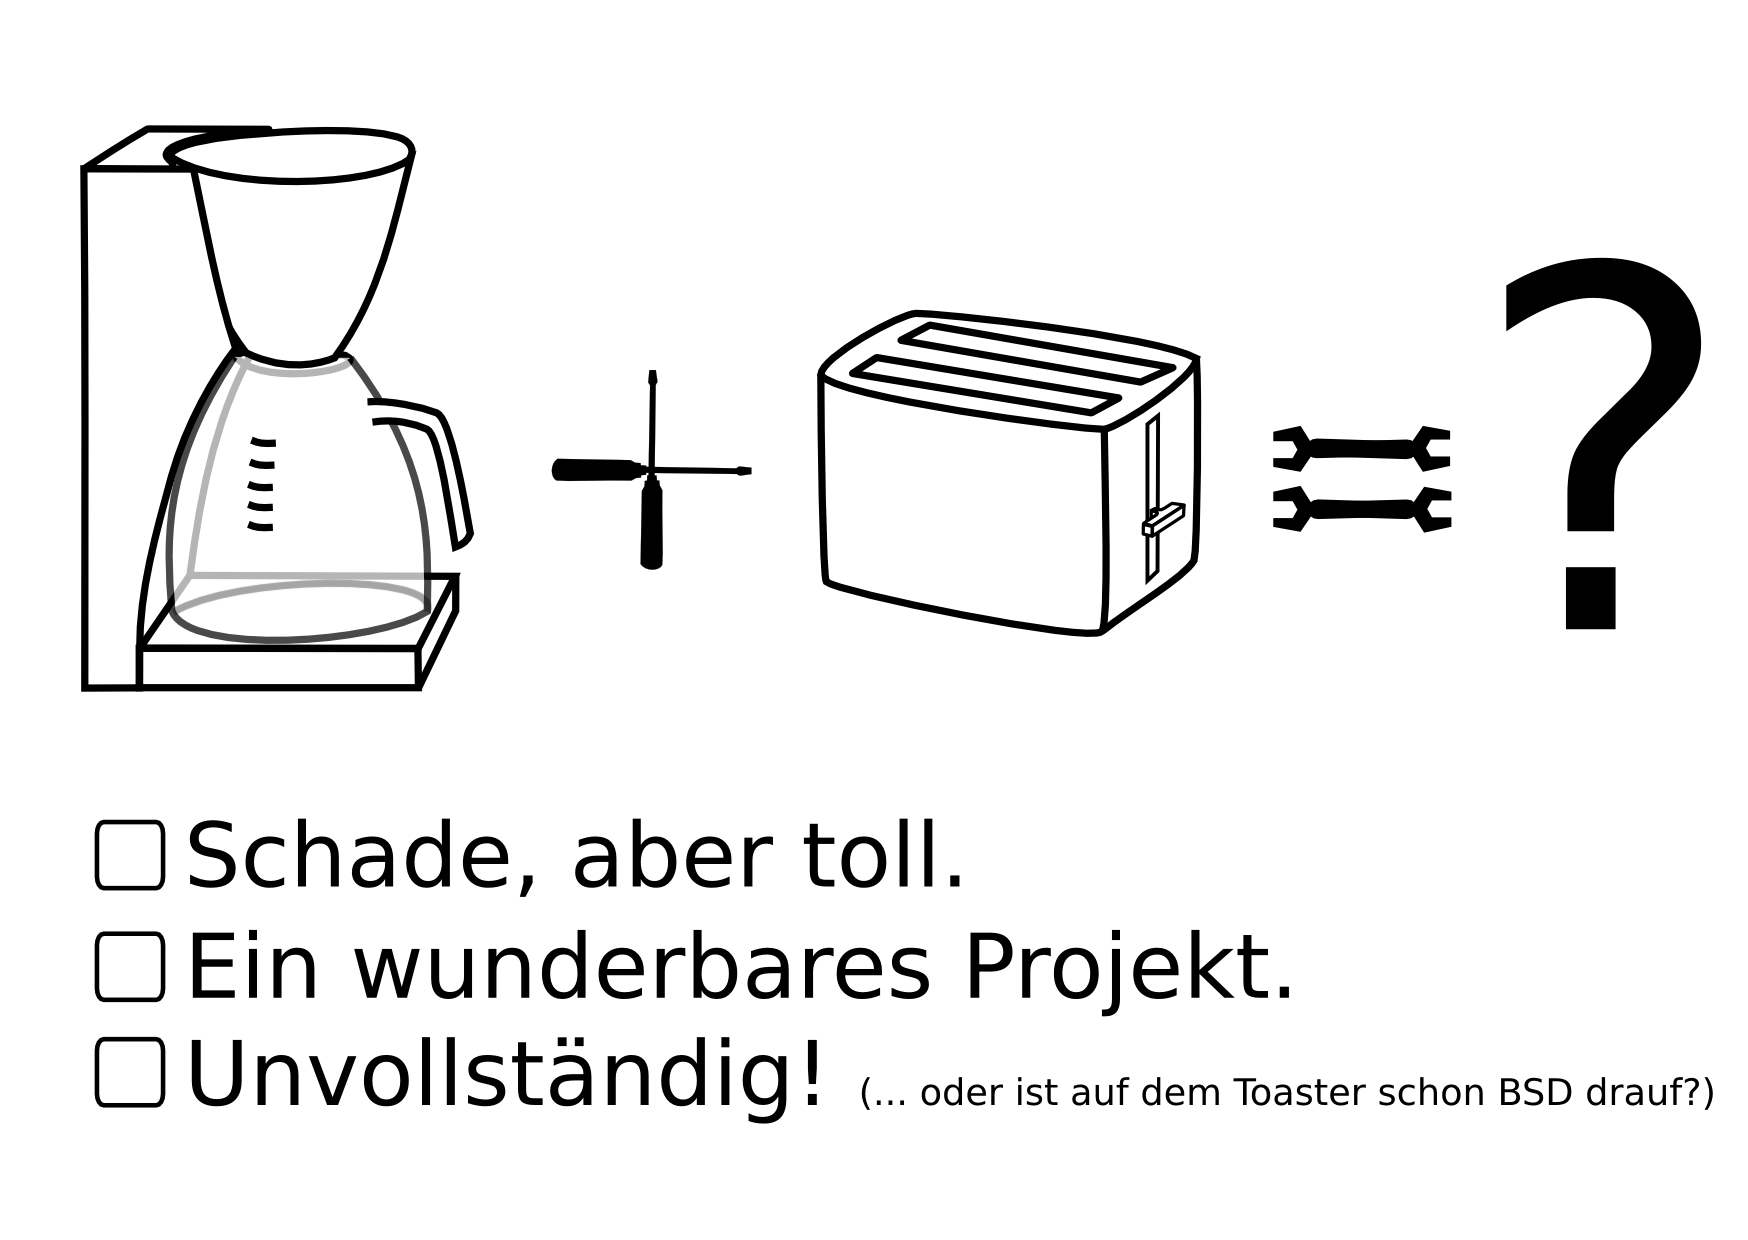 ?
Schade, aber toll.
Ein wunderbares Projekt.
Unvollständig! (... oder ist auf dem Toaster schon BSD drauf?)